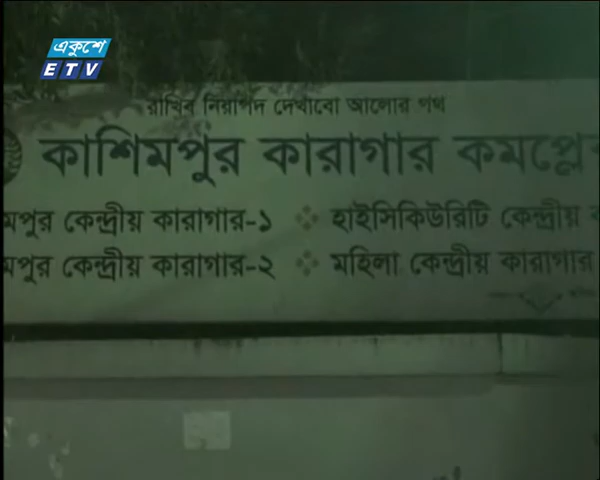 একুশে
ETV
রাখিব নিরাপদ দেখাবো আলোর পথ
কাশিমপুর কারাগার কমপ্লে
মপুর কেন্দ্রীয় কারাগার-১ হাইসিকিউরিটি কেন্দ্রীয় ক
মপুর কেন্দ্রীয় কারাগার-২ মহিলা কেন্দ্রীয় কারাগার